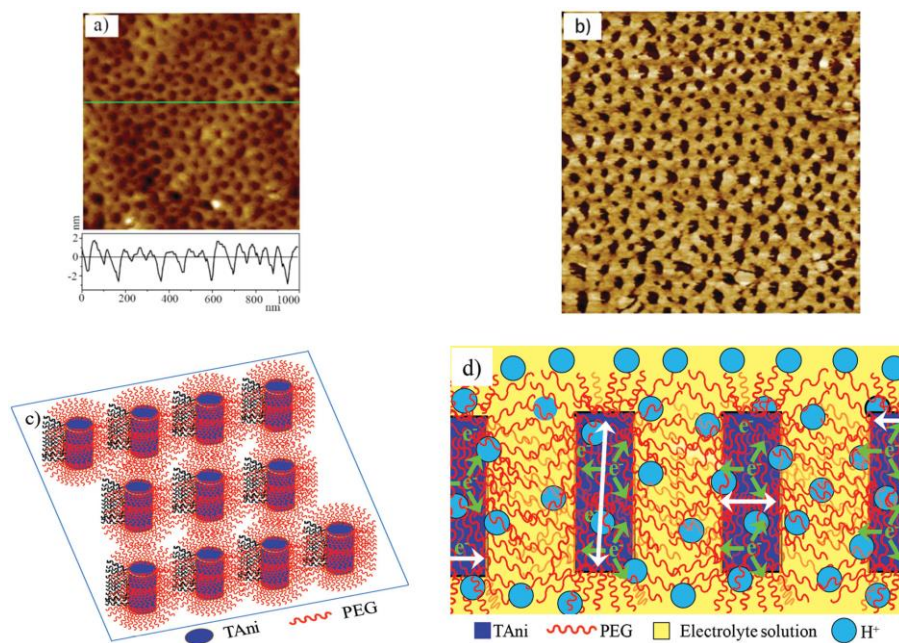 a)
nm
2
0
-2
0 200 400 600 800 1000
nm
b)
c)
TAni PEG
d)
e⁻ e⁻ e⁻ e⁻ e⁻
e⁻
e⁻ e⁻ e⁻ e⁻ e⁻
TAni PEG Electrolyte solution H⁺